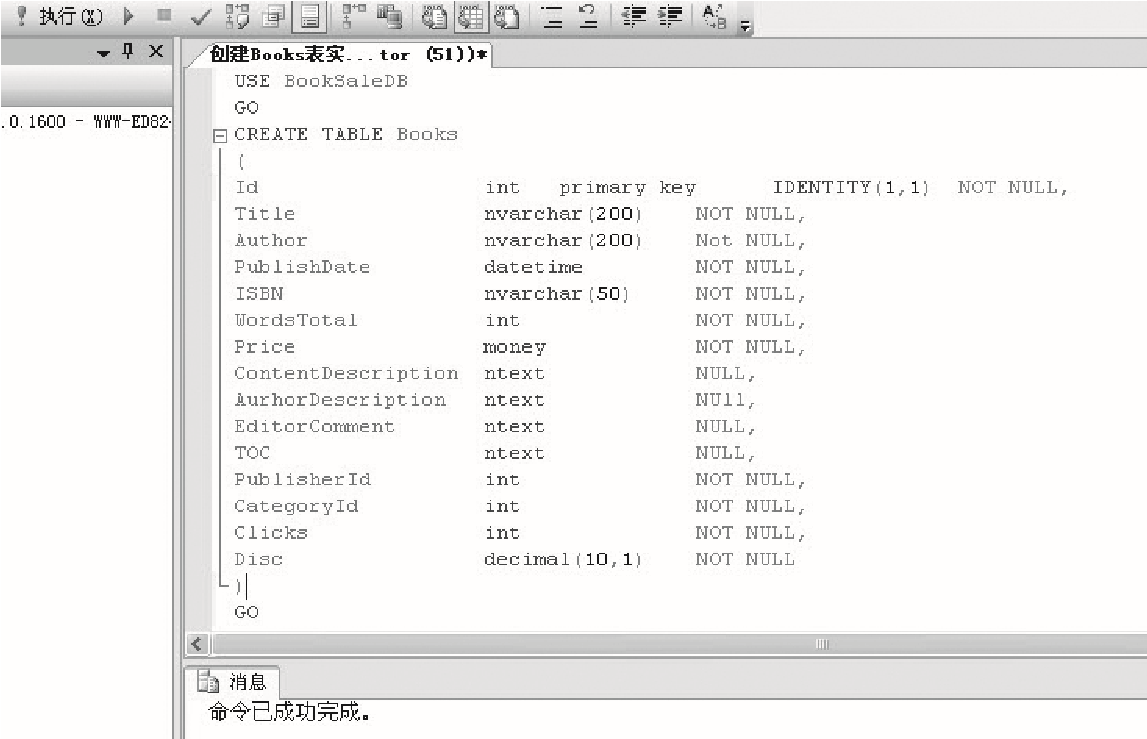 执行(X)
创建Books表实...tor (51))*
.0.1600 - WWW-ED82
USE BookSaleDB
GO
CREATE TABLE Books
(
Id int primary key IDENTITY(1,1) NOT NULL,
Title nvarchar(200) NOT NULL,
Author nvarchar(200) Not NULL,
PublishDate datetime NOT NULL,
ISBN nvarchar(50) NOT NULL,
WordsTotal int NOT NULL,
Price money NOT NULL,
ContentDescription ntext NULL,
AurhorDescription ntext NUll,
EditorComment ntext NULL,
TOC ntext NULL,
PublisherId int NOT NULL,
CategoryId int NOT NULL,
Clicks int NOT NULL,
Disc decimal(10,1) NOT NULL
)
GO
消息
命令已成功完成。